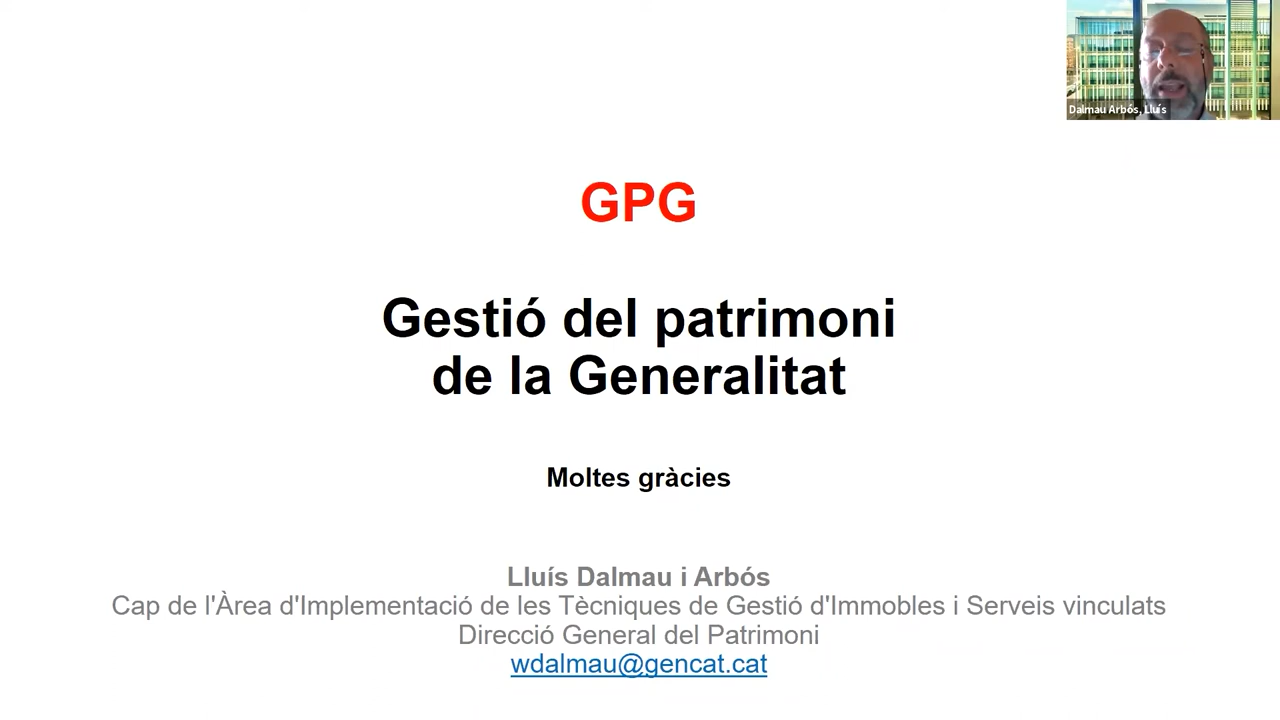 Dalmau Arbós, Lluís
GPG
Gestió del patrimoni
de la Generalitat
Moltes gràcies
Lluís Dalmau i Arbós
Cap de l'Àrea d'Implementació de les Tècniques de Gestió d'Immobles i Serveis vinculats
Direcció General del Patrimoni
wdalmau@gencat.cat